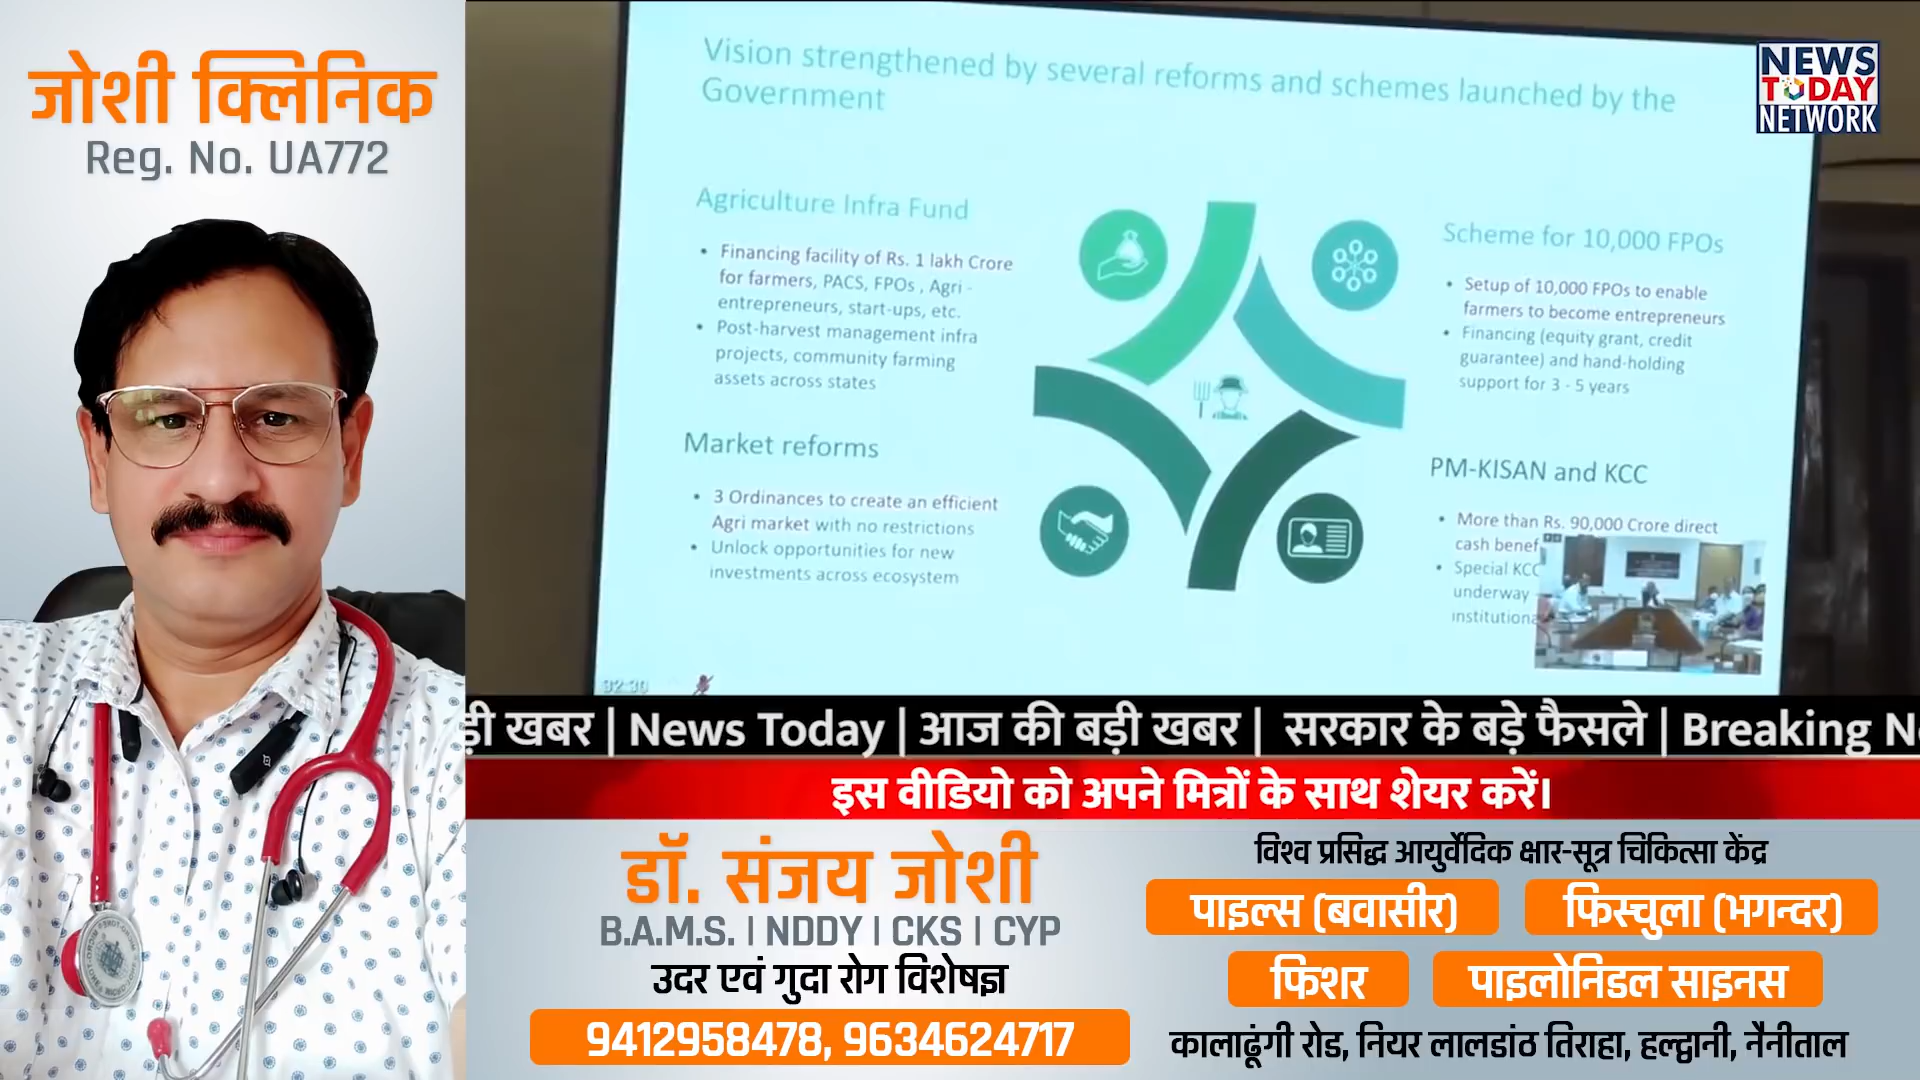 जोशी क्लिनिक
Reg. No. UA772
Vision strengthened by several reforms and schemes launched by the
Government
NEWS
TODAY
NETWORK
Agriculture Infra Fund
• Financing facility of Rs. 1 lakh Crore
for farmers, PACS, FPOs , Agri -
entrepreneurs, start-ups, etc.
• Post-harvest management infra
projects, community farming
assets across states
Scheme for 10,000 FPOs
• Setup of 10,000 FPOs to enable
farmers to become entrepreneurs
• Financing (equity grant, credit
guarantee) and hand-holding
support for 3 - 5 years
Market reforms
• 3 Ordinances to create an efficient
Agri market with no restrictions
• Unlock opportunities for new
investments across ecosystem
PM-KISAN and KCC
• More than Rs. 90,000 Crore direct
cash benef
• Special KCC
underway
institutiona
ड़ी खबर | News Today | आज की बड़ी खबर | सरकार के बड़े फैसले | Breaking N
इस वीडियो को अपने मित्रों के साथ शेयर करें।
डॉ. संजय जोशी
B.A.M.S. | NDDY | CKS | CYP
उदर एवं गुदा रोग विशेषज्ञ
9412958478, 9634624717
विश्व प्रसिद्ध आयुर्वेदिक क्षार-सूत्र चिकित्सा केंद्र
पाइल्स (बवासीर)
फिस्चुला (भगन्दर)
फिशर
पाइलोनिडल साइनस
कालाढूंगी रोड, नियर लालडांठ तिराहा, हल्द्वानी, नैनीताल